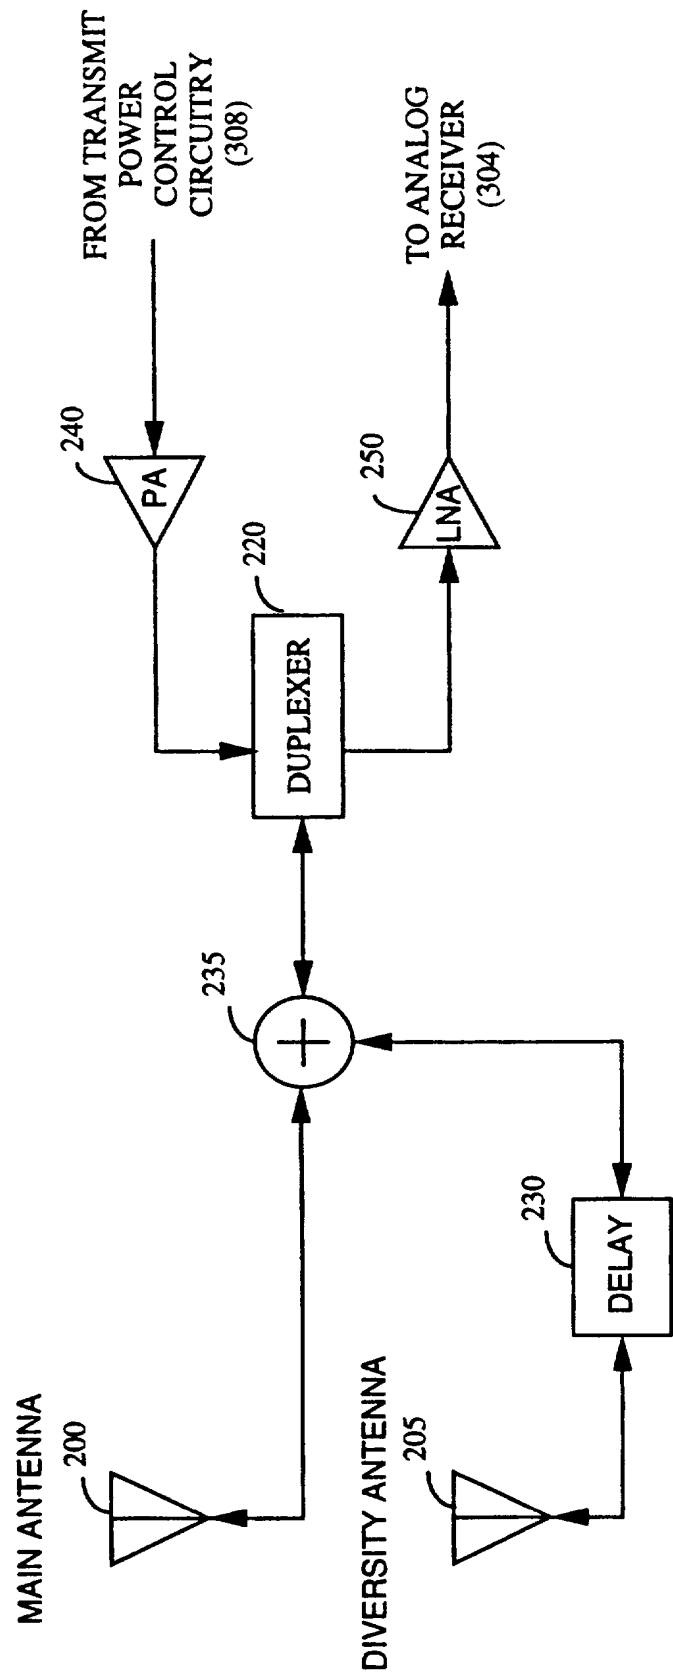 MAIN ANTENNA
200
235
220
DUPLEXER
240
PA
FROM TRANSMIT
POWER
CONTROL
CIRCUITRY
(308)
DIVERSITY ANTENNA
205
230
DELAY
250
LNA
TO ANALOG
RECEIVER
(304)